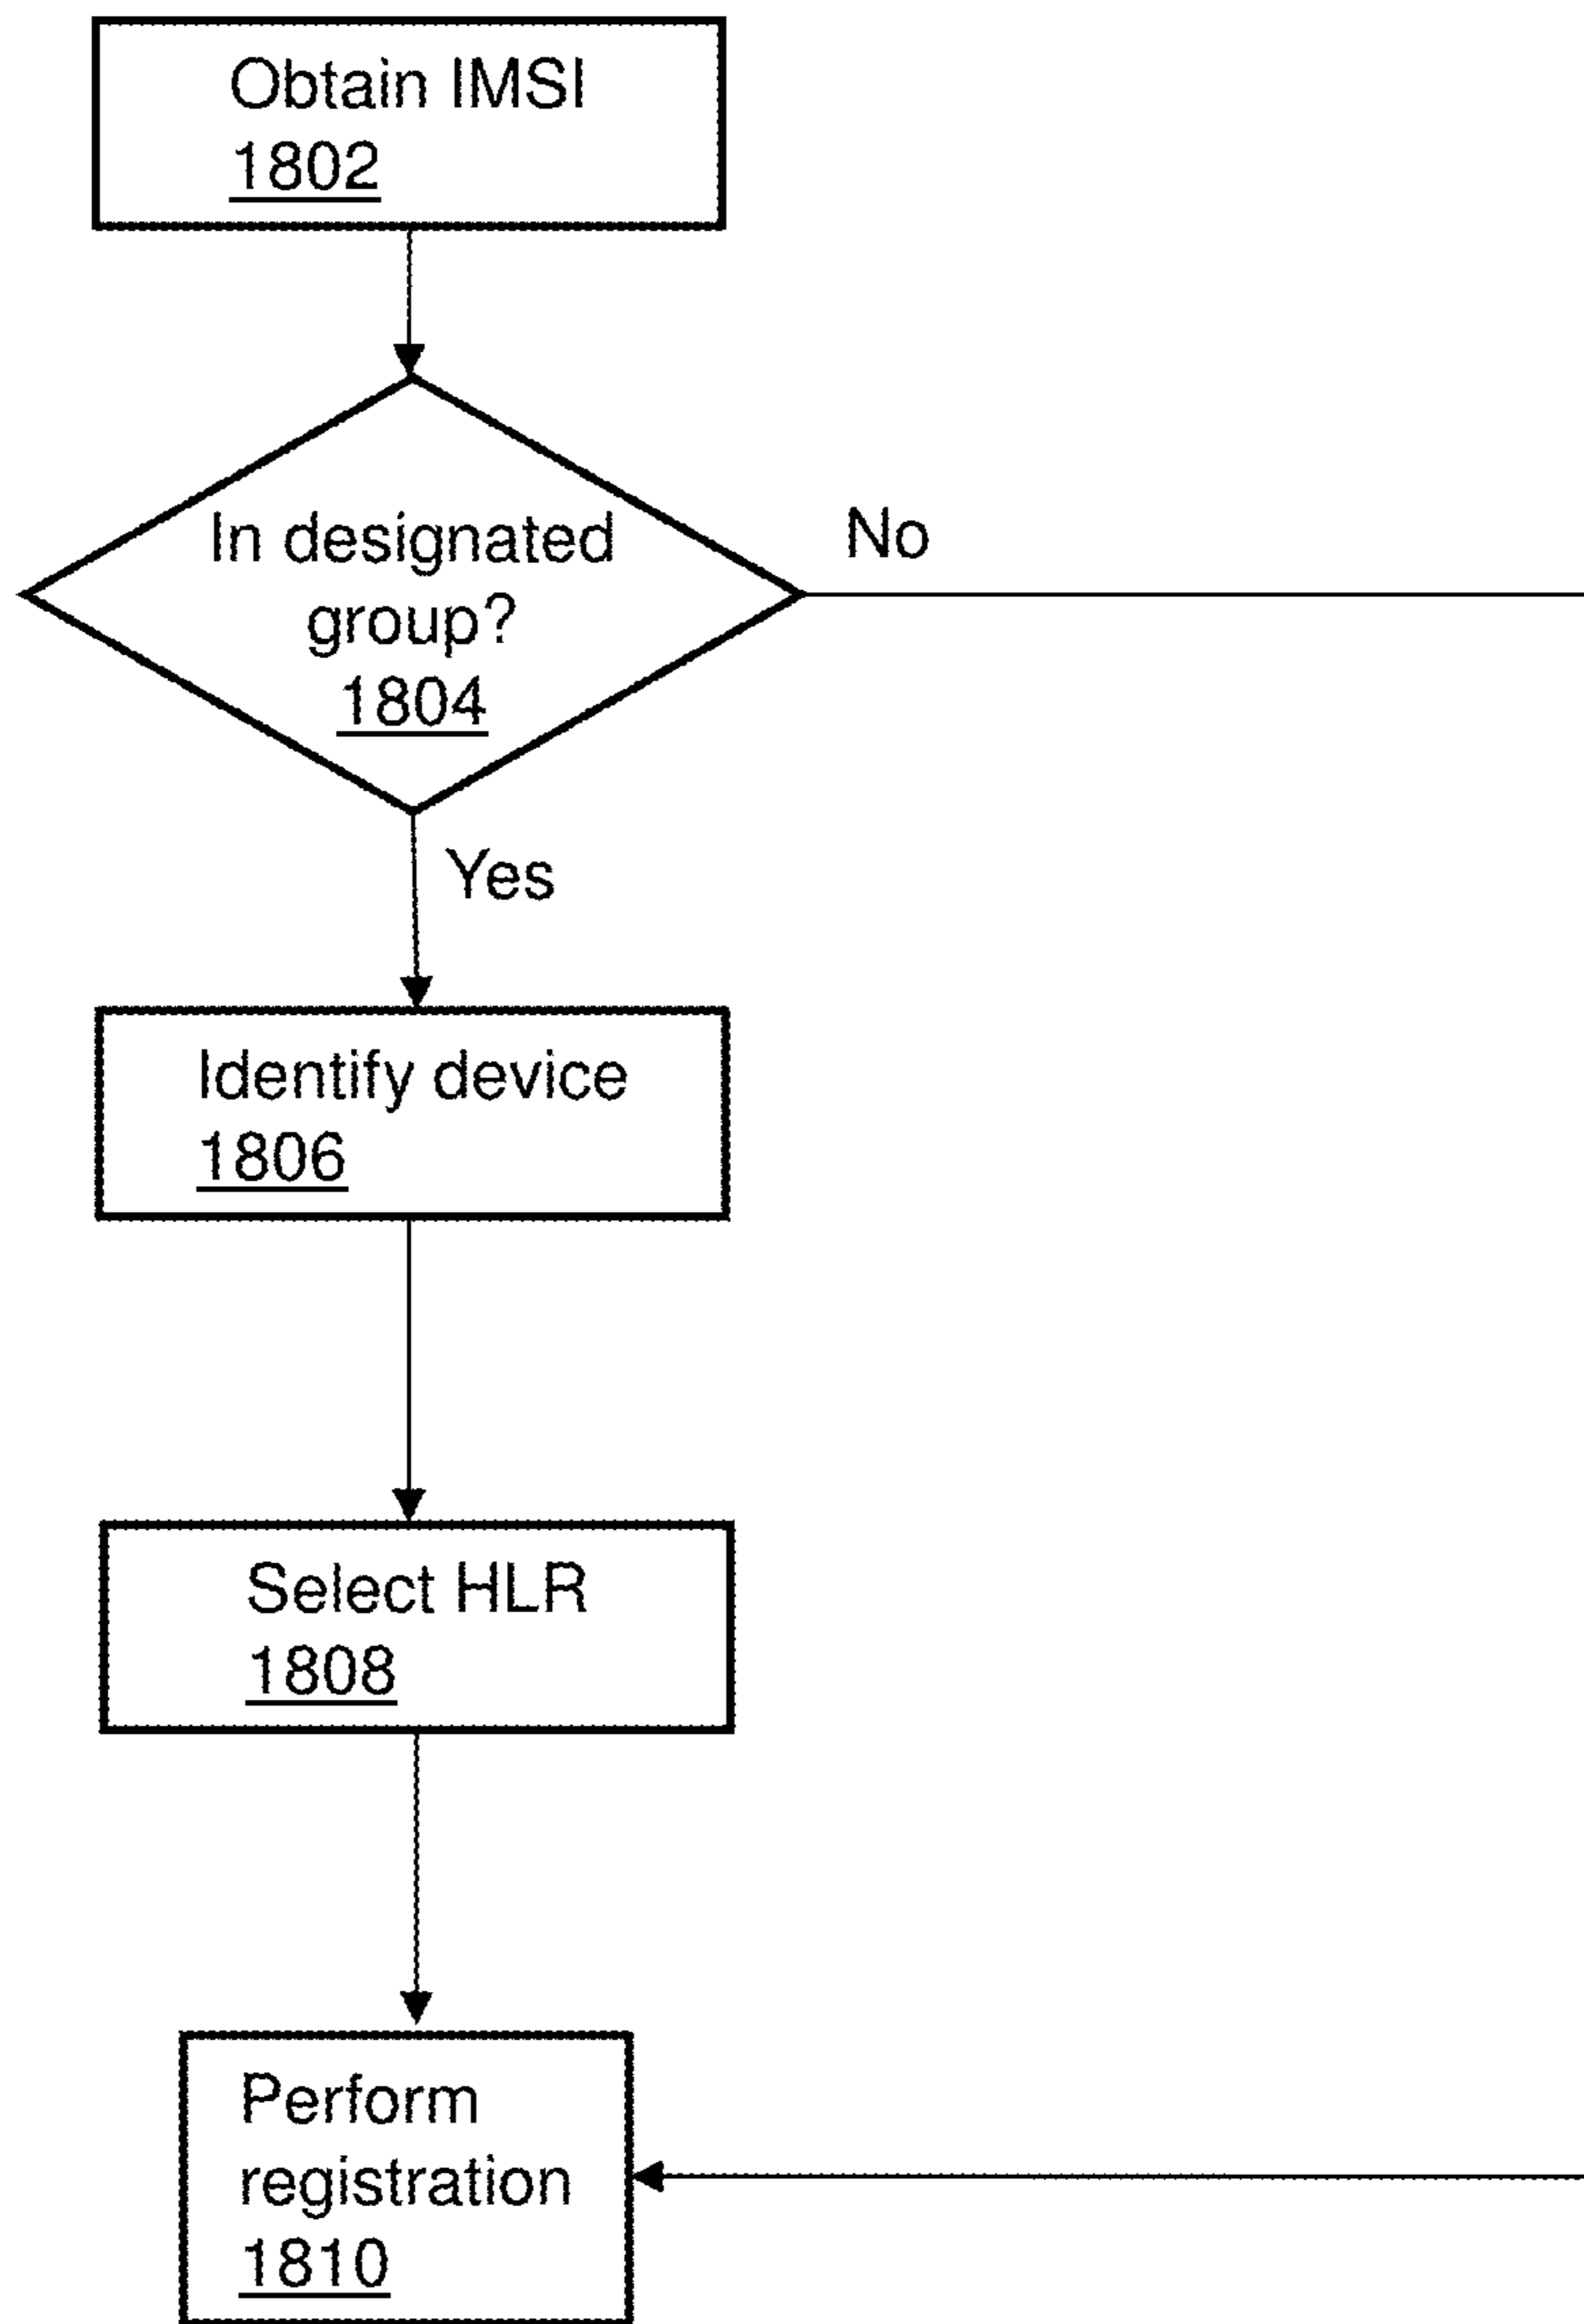 Obtain IMSI
1802
In designated
group?
1804
No
Yes
Identify device
1806
Select HLR
1808
Perform
registration
1810